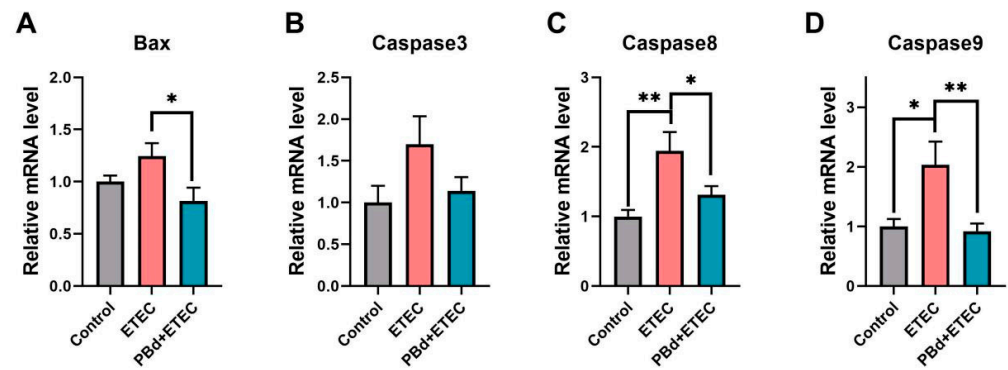 A
Bax
Relative mRNA level
2.0
1.5
1.0
0.5
0.0
*
Control
ETEC
PBd+ETEC
B
Caspase3
Relative mRNA level
2.5
2.0
1.5
1.0
0.5
0.0
Control
ETEC
PBd+ETEC
C
Caspase8
Relative mRNA level
3
2
1
0
**
*
Control
ETEC
PBd+ETEC
D
Caspase9
Relative mRNA level
3
2
1
0
*
**
Control
ETEC
PBd+ETEC